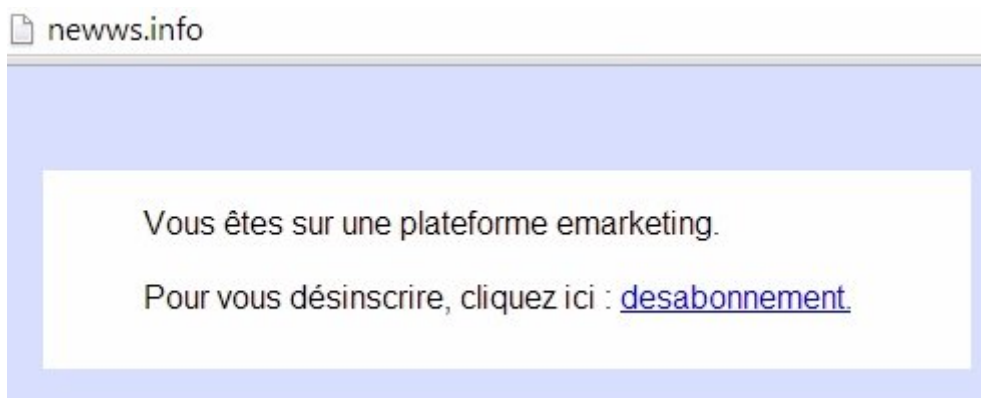 newws.info
Vous êtes sur une plateforme emarketing.
Pour vous désinscrire, cliquez ici : desabonnement.